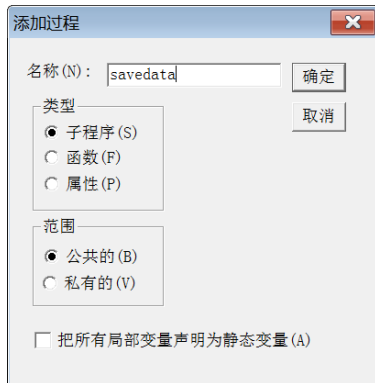 添加过程
名称(N): savedata 确定
类型 取消
子程序(S)
函数(F)
属性(P)
范围
公共的(B)
私有的(V)
把所有局部变量声明为静态变量(A)